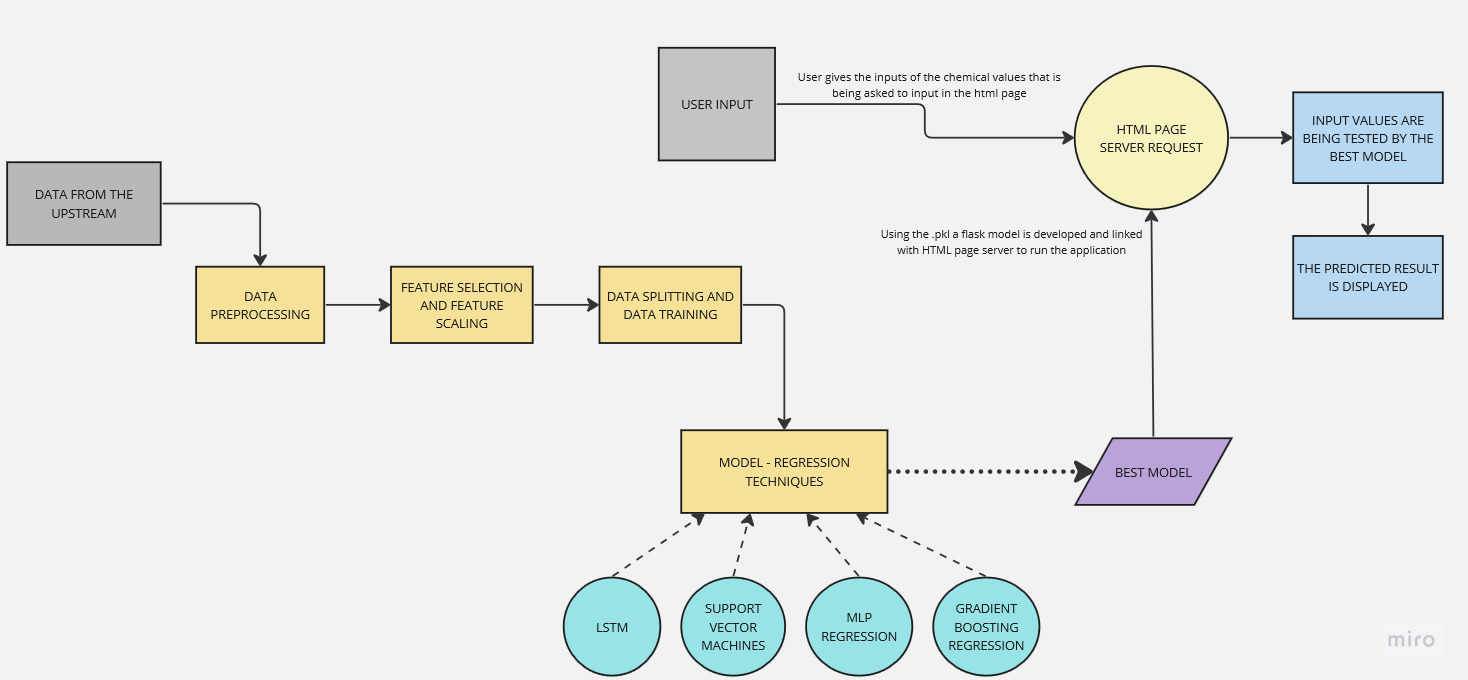 USER INPUT
User gives the inputs of the chemical values that is
being asked to input in the html page
HTML PAGE
SERVER REQUEST
INPUT VALUES ARE
BEING TESTED BY THE
BEST MODEL
DATA FROM THE
UPSTREAM
Using the .pkl a flask model is developed and linked
with HTML page server to run the application
THE PREDICTED RESULT
IS DISPLAYED
DATA
PREPROCESSING
FEATURE SELECTION
AND FEATURE
SCALING
DATA SPLITTING AND
DATA TRAINING
MODEL - REGRESSION
TECHNIQUES
BEST MODEL
LSTM
SUPPORT
VECTOR
MACHINES
MLP
REGRESSION
GRADIENT
BOOSTING
REGRESSION
miro